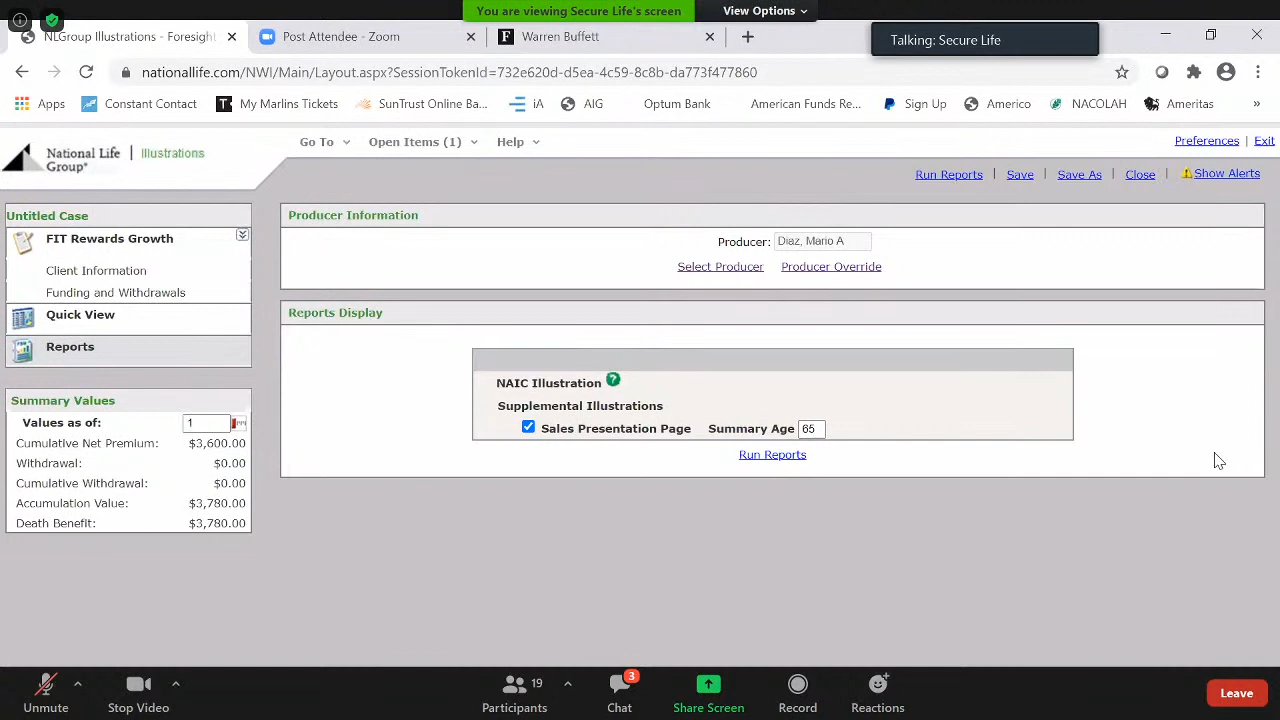 You are viewing Secure Life's screen
View Options
NLGroup Illustrations - Foresight
Post Attendee - Zoom
Warren Buffett
Talking: Secure Life
nationallife.com/NWI/Main/Layout.aspx?SessionTokenId=732e620d-d5ea-4c59-8c8b-da773f477860
Apps
Constant Contact
My Marlins Tickets
SunTrust Online Ba...
iA
AIG
Optum Bank
American Funds Re...
Sign Up
Americo
NACOLAH
Ameritas
»
National Life Group®
Illustrations
Go To
Open Items (1)
Help
Preferences | Exit
Run Reports | Save | Save As | Close | Show Alerts
Untitled Case
FIT Rewards Growth
Client Information
Funding and Withdrawals
Quick View
Reports
Summary Values
Values as of: 1
Cumulative Net Premium: $3,600.00
Withdrawal: $0.00
Cumulative Withdrawal: $0.00
Accumulation Value: $3,780.00
Death Benefit: $3,780.00
Producer Information
Producer: Diaz, Mario A
Select Producer Producer Override
Reports Display
NAIC Illustration ?
Supplemental Illustrations
Sales Presentation Page Summary Age 65
Run Reports
Unmute
Stop Video
19
Participants
3
Chat
Share Screen
Record
Reactions
Leave